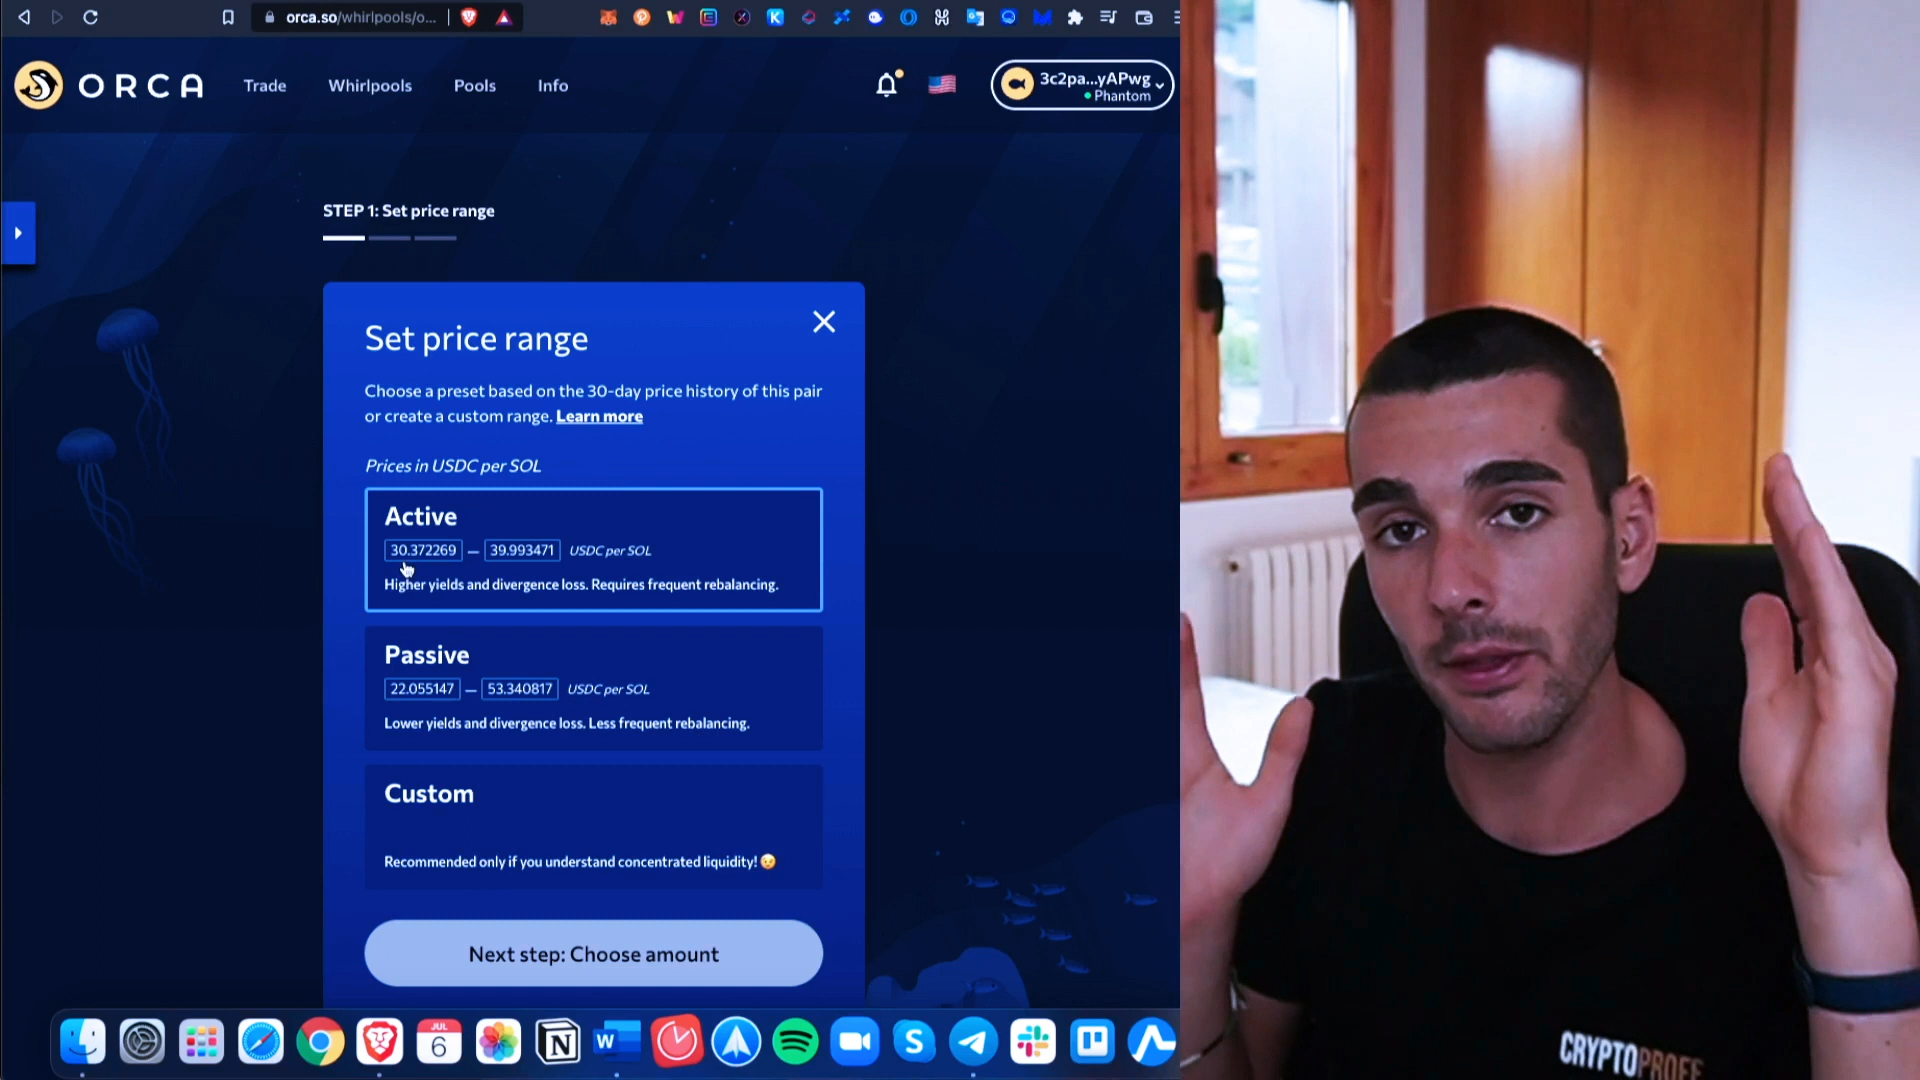 orca.so/whirlpools/o...
ORCA
Trade
Whirlpools
Pools
Info
3c2pa...yAPwg
Phantom
STEP 1: Set price range
Set price range
Choose a preset based on the 30-day price history of this pair
or create a custom range. Learn more
Prices in USDC per SOL
Active
30.372269 — 39.993471 USDC per SOL
Higher yields and divergence loss. Requires frequent rebalancing.
Passive
22.055147 — 53.340817 USDC per SOL
Lower yields and divergence loss. Less frequent rebalancing.
Custom
Recommended only if you understand concentrated liquidity! 😉
Next step: Choose amount
JUL
6
N
W
S
K
CRYPTOPROFF